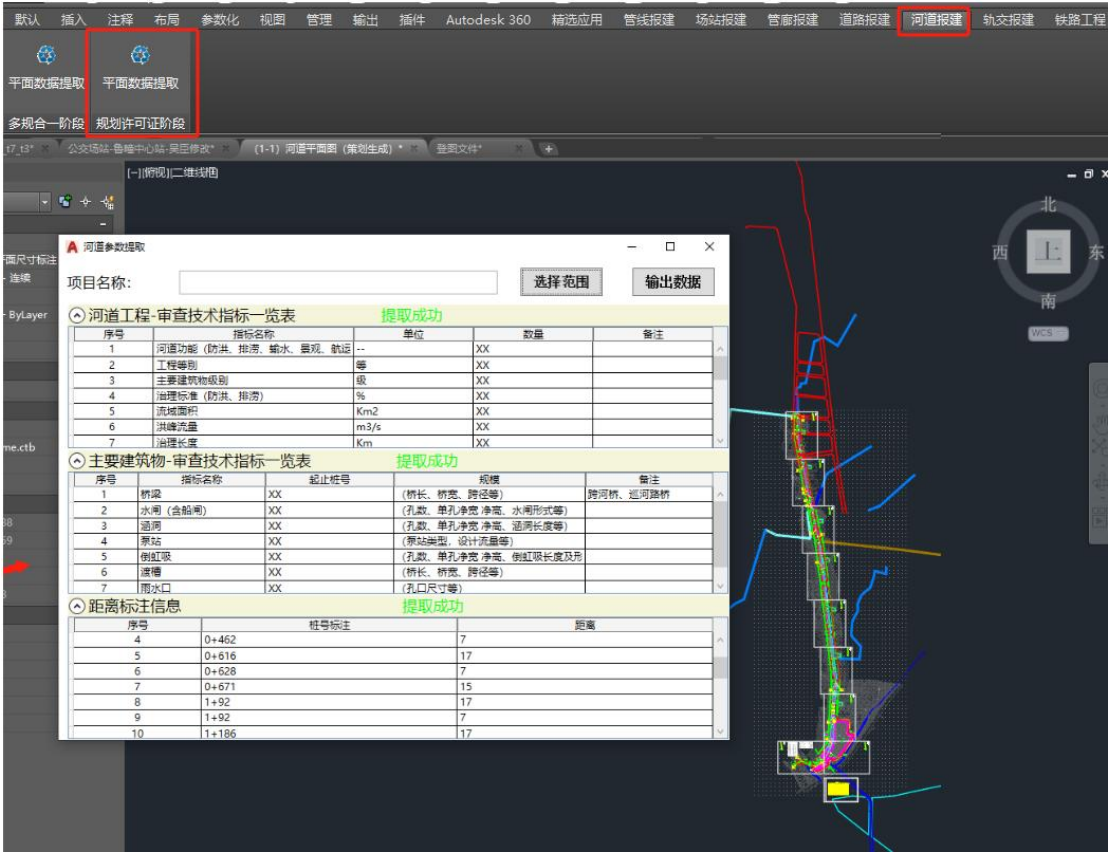 默认 插入 注释 布局 参数化 视图 管理 输出 插件 Autodesk 360 精选应用 管线报建 场站报建 管廊报建 道路报建 河道报建 轨交报建 铁路工程
平面数据提取 平面数据提取
多规合一阶段 规划许可证阶段
_t7_t3* 公交场站-鲁疃中心站-吴臣修改* (1-1) 河道平面图 (策划生成) * 登图文件*
[-][俯视][二维线框]
北
西 上 东
南
WCS
平面尺寸标注
- 连续
- ByLayer
me.ctb
河道参数提取
项目名称: 选择范围 输出数据
河道工程-审查技术指标一览表 提取成功
序号 指标名称 单位 数量 备注
1 河道功能 (防洪、排涝、输水、景观、航运 -- XX
2 工程等别 等 XX
3 主要建筑物级别 级 XX
4 治理标准 (防洪、排涝) % XX
5 流域面积 Km2 XX
6 洪峰流量 m3/s XX
7 治理长度 Km XX
主要建筑物-审查技术指标一览表 提取成功
序号 指标名称 起止桩号 规模 备注
1 桥梁 XX (桥长、桥宽、跨径等) 跨河桥、巡河路桥
2 水闸 (含船闸) XX (孔数、单孔净宽 净高、水闸形式等)
3 涵洞 XX (孔数、单孔净宽 净高、涵洞长度等)
4 泵站 XX (泵站类型，设计流量等)
5 倒虹吸 XX (孔数、单孔净宽 净高、倒虹吸长度及形
6 渡槽 XX (桥长、桥宽、跨径等)
7 雨水口 XX (孔口尺寸等)
距离标注信息 提取成功
序号 桩号标注 距离
4 0+462 7
5 0+616 17
6 0+628 7
7 0+671 15
8 1+92 17
9 1+92 7
10 1+186 17